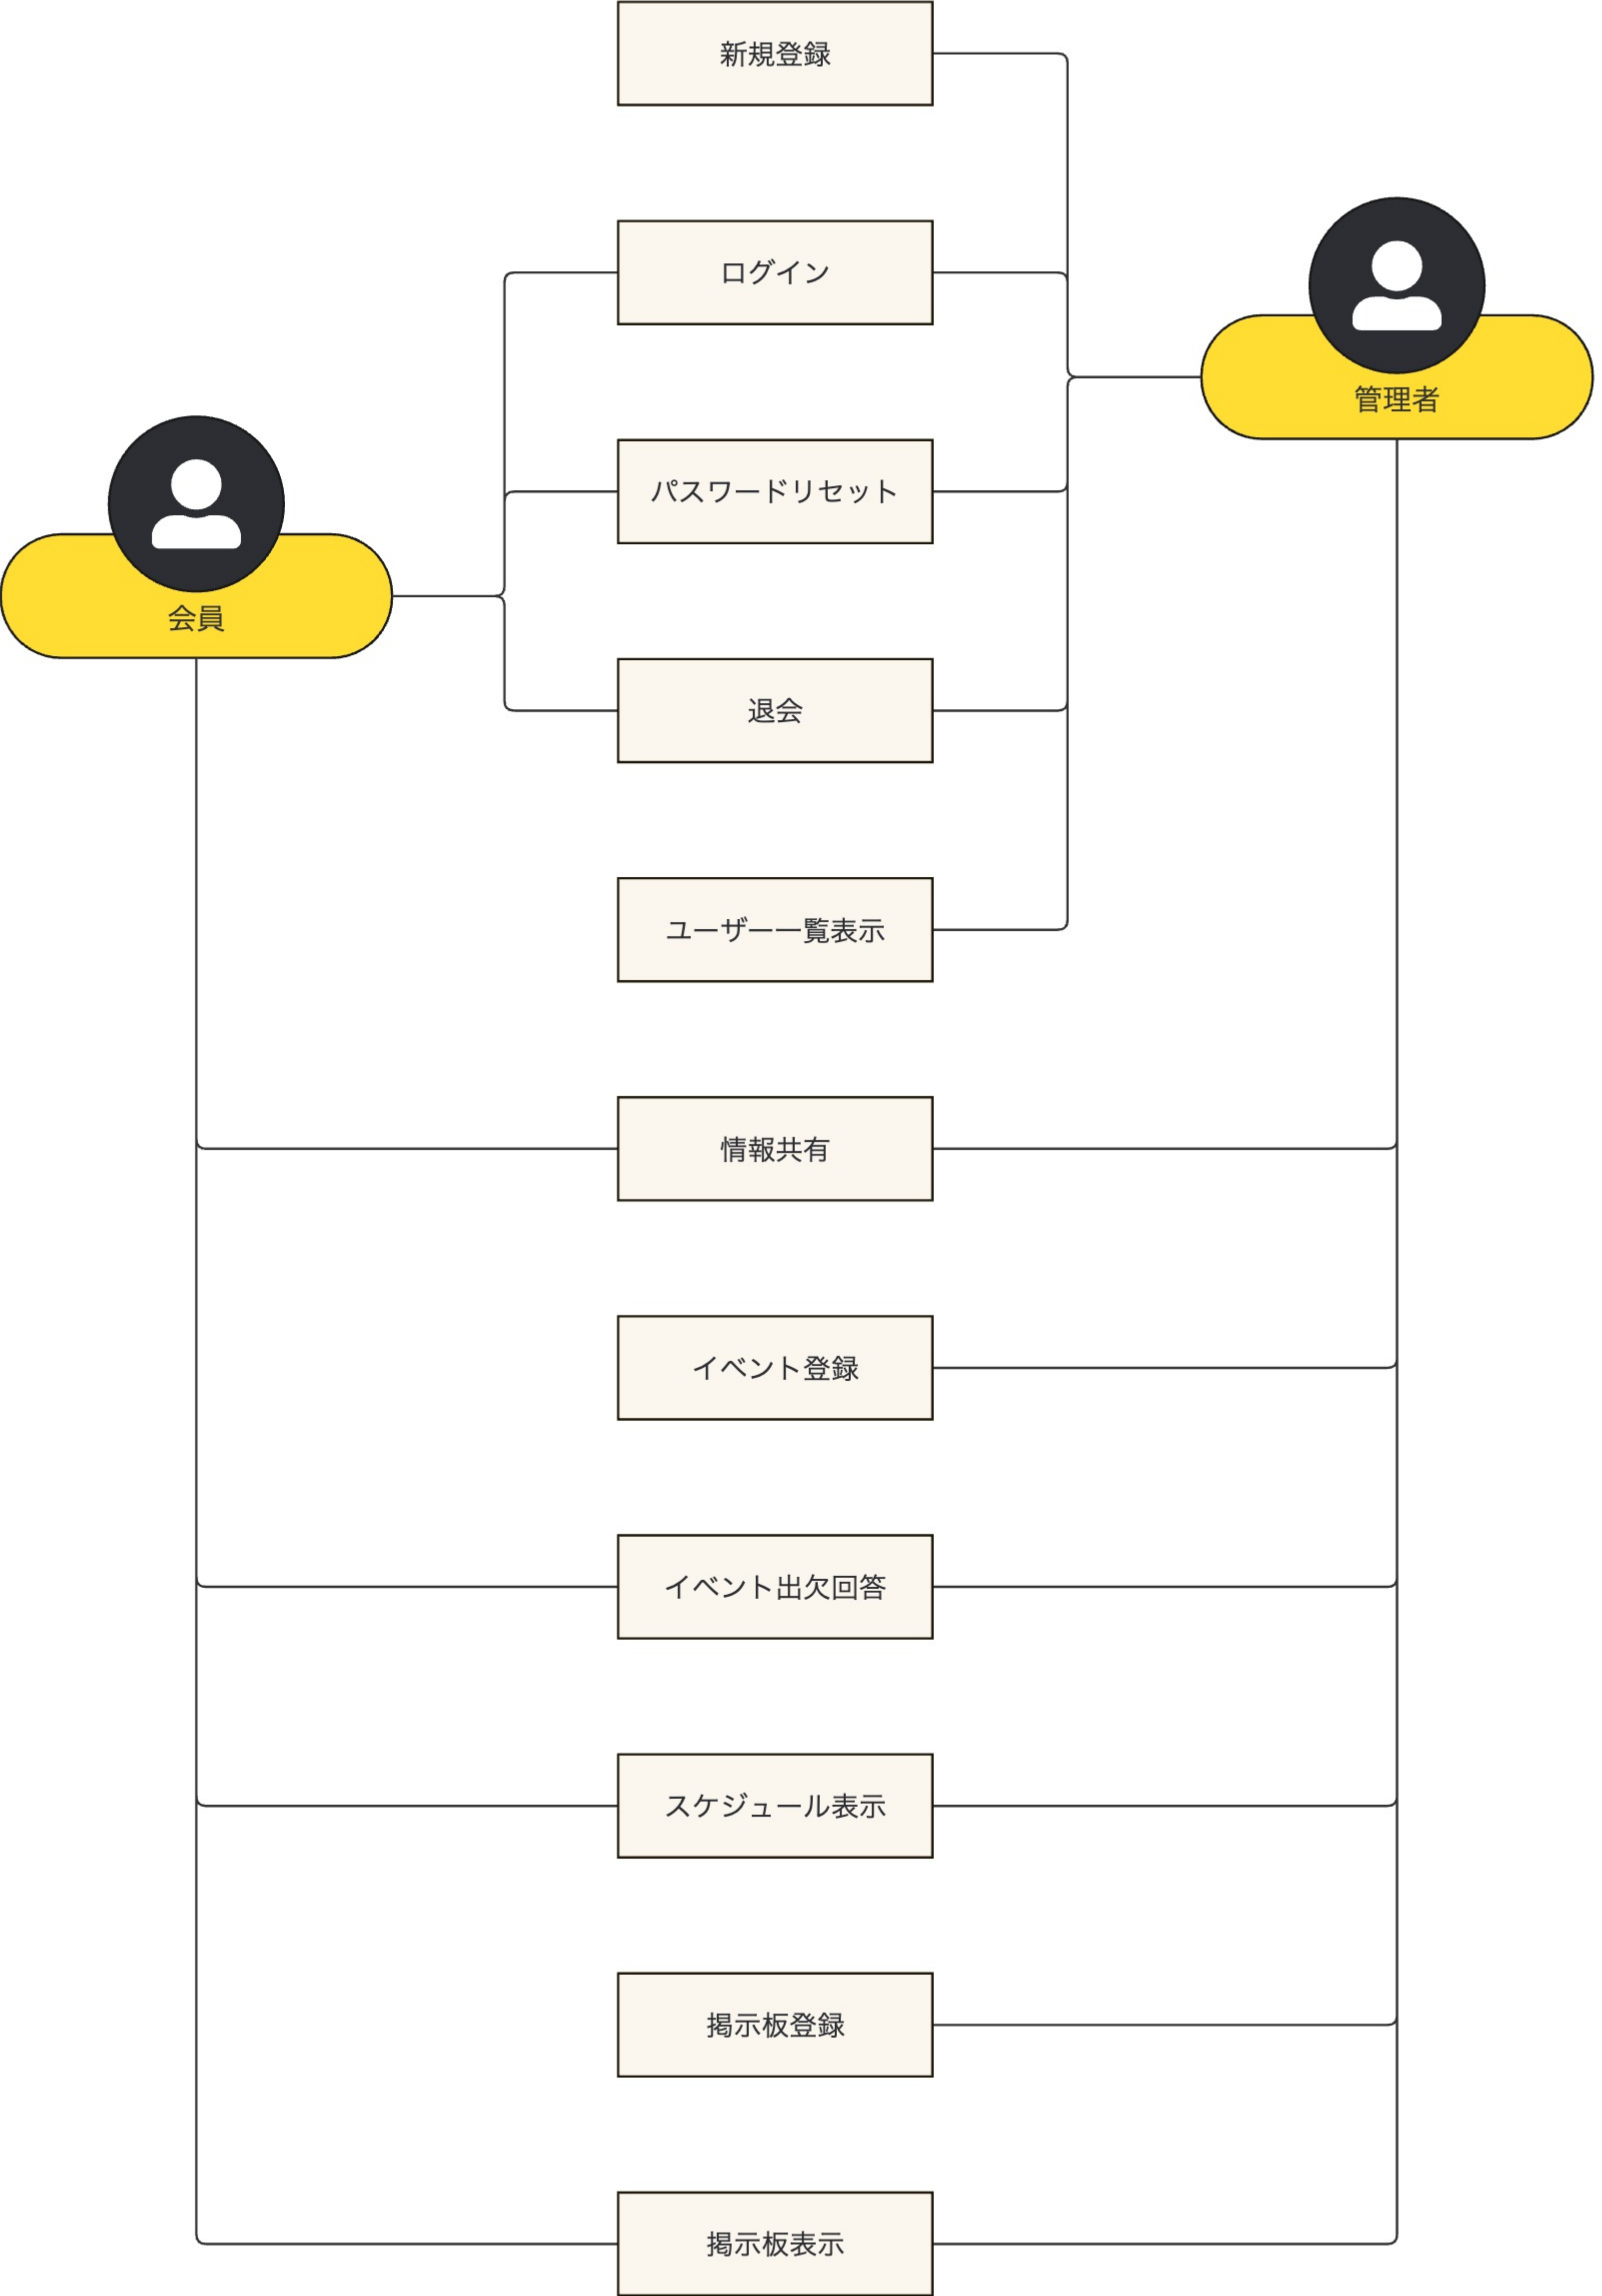 新規登録
ログイン
管理者
パスワードリセット
会員
退会
ユーザー一覧表示
情報共有
イベント登録
イベント出欠回答
スケジュール表示
掲示板登録
掲示板表示